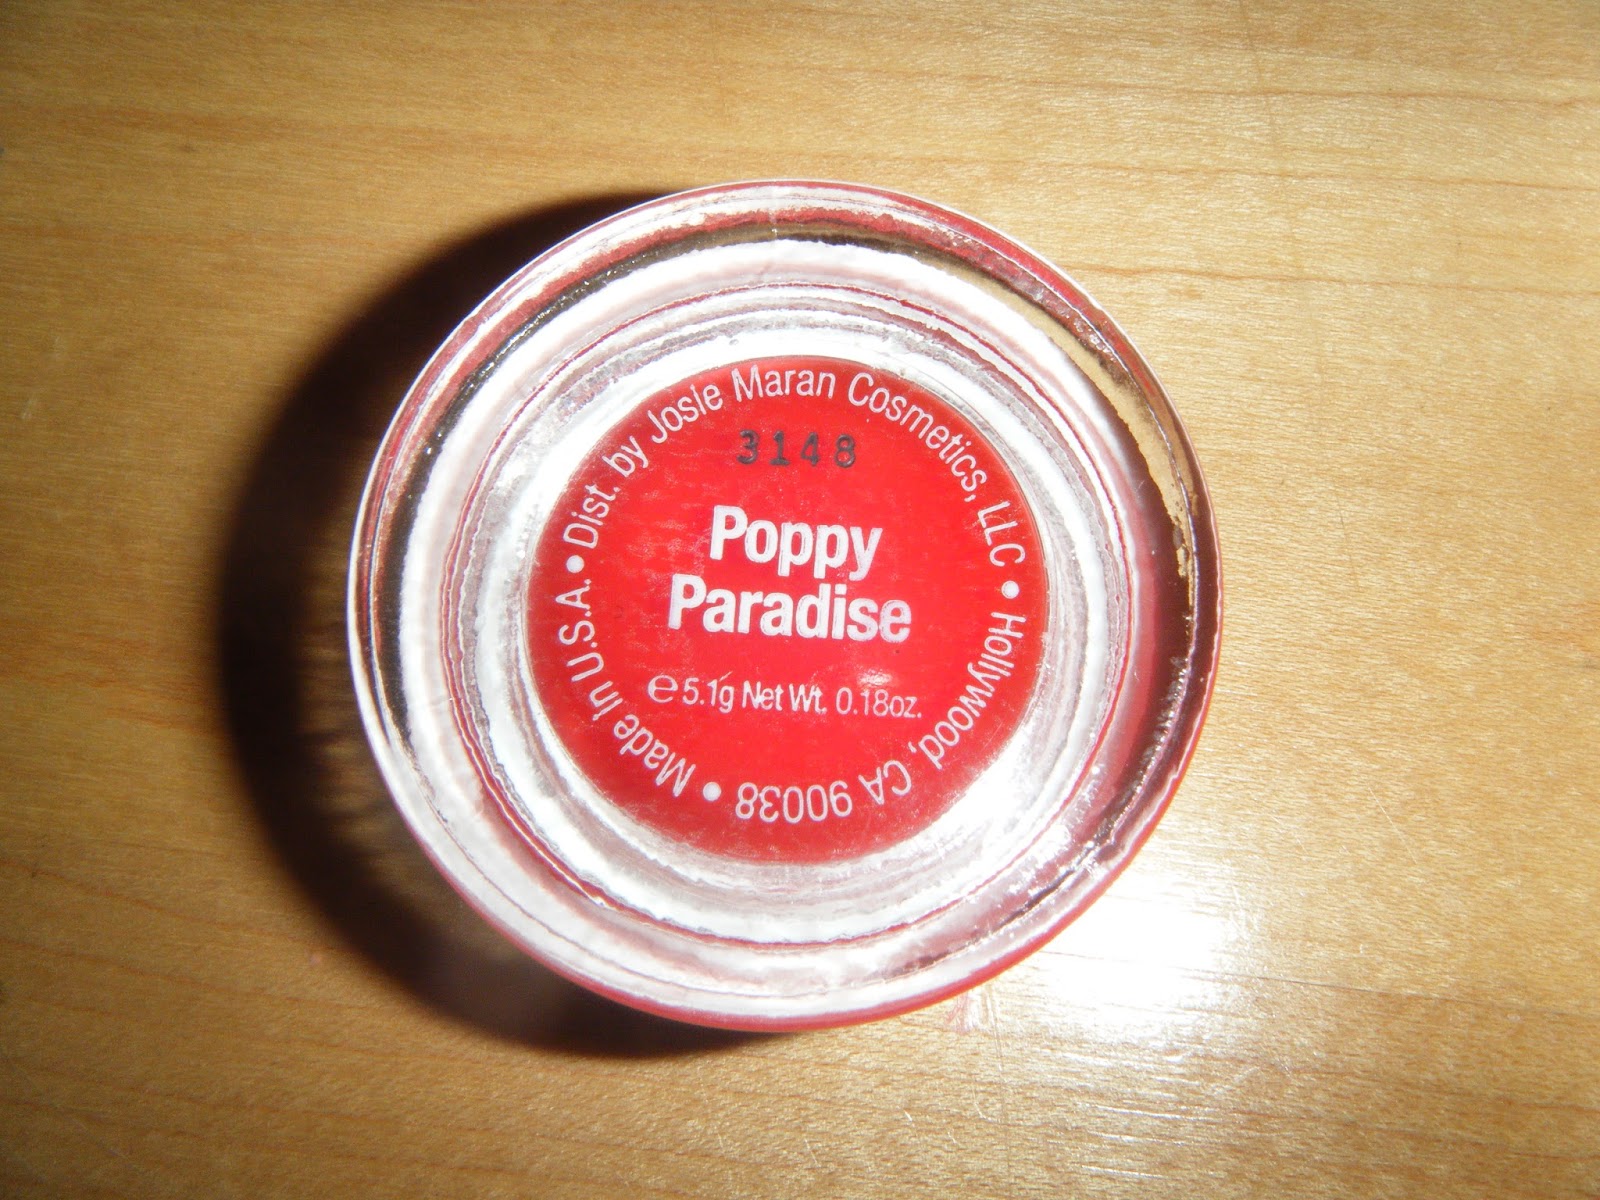 Dist. by Josie Maran Cosmetics, LLC • Hollywood, CA 90038 • Made In U.S.A. •
3148
Poppy
Paradise
℮ 5.1g Net Wt. 0.18oz.